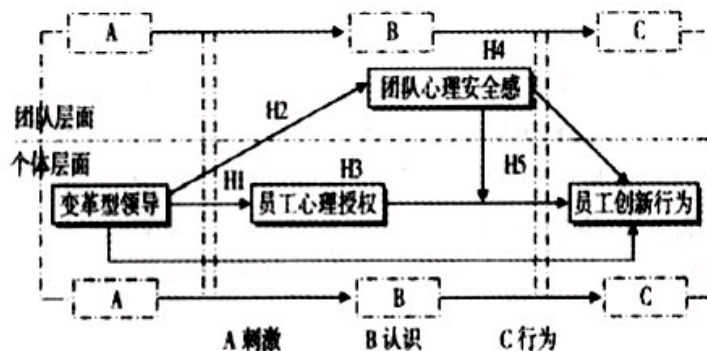 A B C
H4
团队心理安全感
H2
团队层面
个体层面
H1 H3 H5
变革型领导 员工心理授权 员工创新行为
A B C
A 刺激 B 认识 C 行为